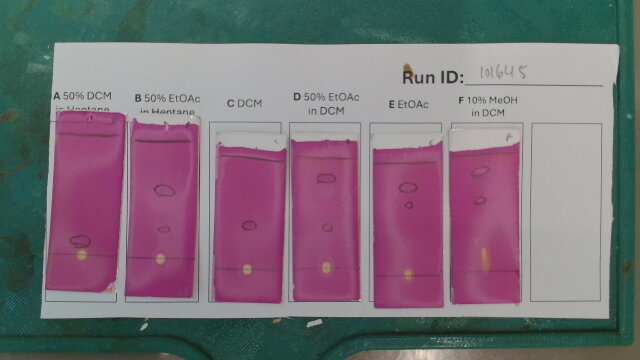 Run ID: 101645
A 50% DCM
in Heptane
B 50% EtOAc
in Heptane
C DCM
D 50% EtOAc
in DCM
E EtOAc
F 10% MeOH
in DCM